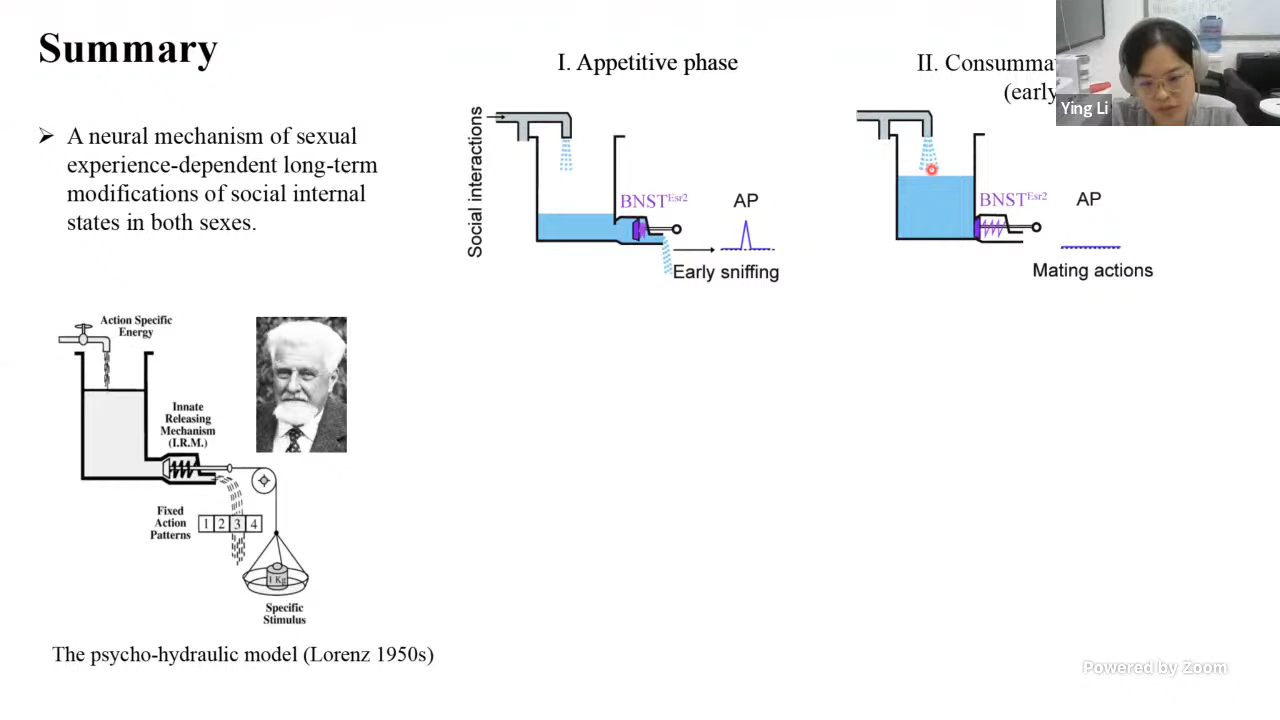 Summary
➢ A neural mechanism of sexual
experience-dependent long-term
modifications of social internal
states in both sexes.
I. Appetitive phase
Social interactions
BNSTEsr2
AP
Early sniffing
II. Consumma
(early
BNSTEsr2
AP
Mating actions
Ying Li
Action Specific
Energy
Innate
Releasing
Mechanism
(I.R.M.)
Fixed
Action
Patterns
1 2 3 4
1 Kg
Specific
Stimulus
The psycho-hydraulic model (Lorenz 1950s)
Powered by Zoom